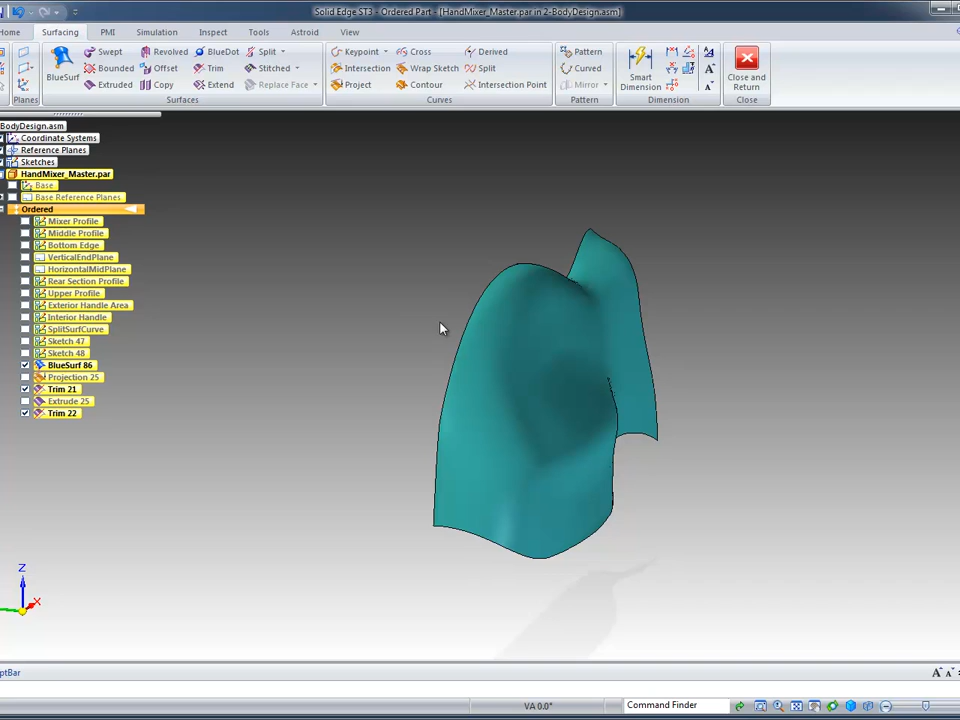 Solid Edge ST3 - Ordered Part - [HandMixer_Master.par in 2-BodyDesign.asm]
Home Surfacing PMI Simulation Inspect Tools Astroid View
Swept Revolved BlueDot Split Keypoint Cross Derived Pattern
Bounded Offset Trim Stitched Intersection Wrap Sketch Split Curved
Planes BlueSurf Extruded Copy Extend Replace Face Project Contour Intersection Point Mirror Smart Dimension Close and Return
Surfaces Curves Pattern Dimension Close
BodyDesign.asm
Coordinate Systems
Reference Planes
Sketches
HandMixer_Master.par
Base
Base Reference Planes
Ordered
Mixer Profile
Middle Profile
Bottom Edge
VerticalEndPlane
HorizontalMidPlane
Rear Section Profile
Upper Profile
Exterior Handle Area
Interior Handle
SplitSurfCurve
Sketch 47
Sketch 48
BlueSurf 86
Projection 25
Trim 21
Extrude 25
Trim 22
Z
X
ptBar
VA 0.0° Command Finder